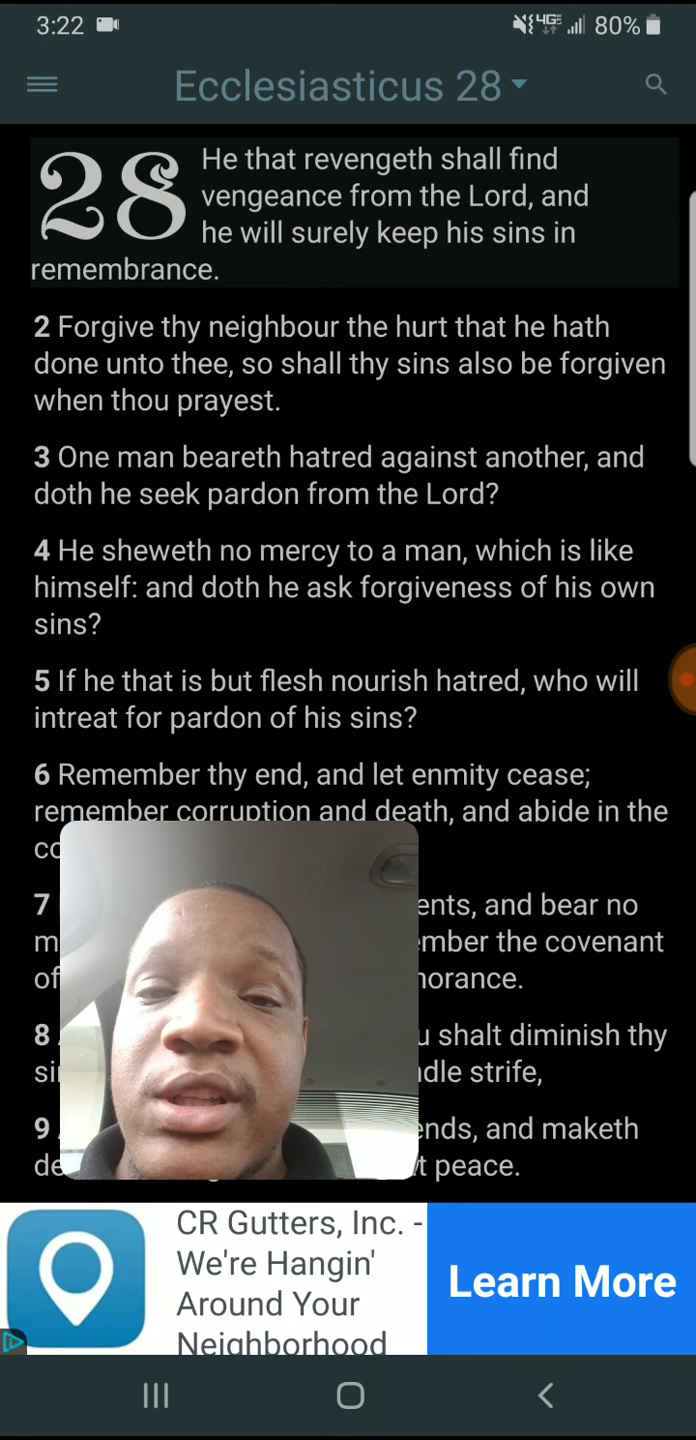 3:22
4GE
80%
Ecclesiasticus 28
28
He that revengeth shall find
vengeance from the Lord, and
he will surely keep his sins in
remembrance.
2 Forgive thy neighbour the hurt that he hath
done unto thee, so shall thy sins also be forgiven
when thou prayest.
3 One man beareth hatred against another, and
doth he seek pardon from the Lord?
4 He sheweth no mercy to a man, which is like
himself: and doth he ask forgiveness of his own
sins?
5 If he that is but flesh nourish hatred, who will
intreat for pardon of his sins?
6 Remember thy end, and let enmity cease;
remember corruption and death, and abide in the
7 and bear no
the covenant
of
8 shalt diminish thy
strife,
9 and maketh
peace.
CR Gutters, Inc. -
We're Hangin'
Around Your
Neighborhood
Learn More